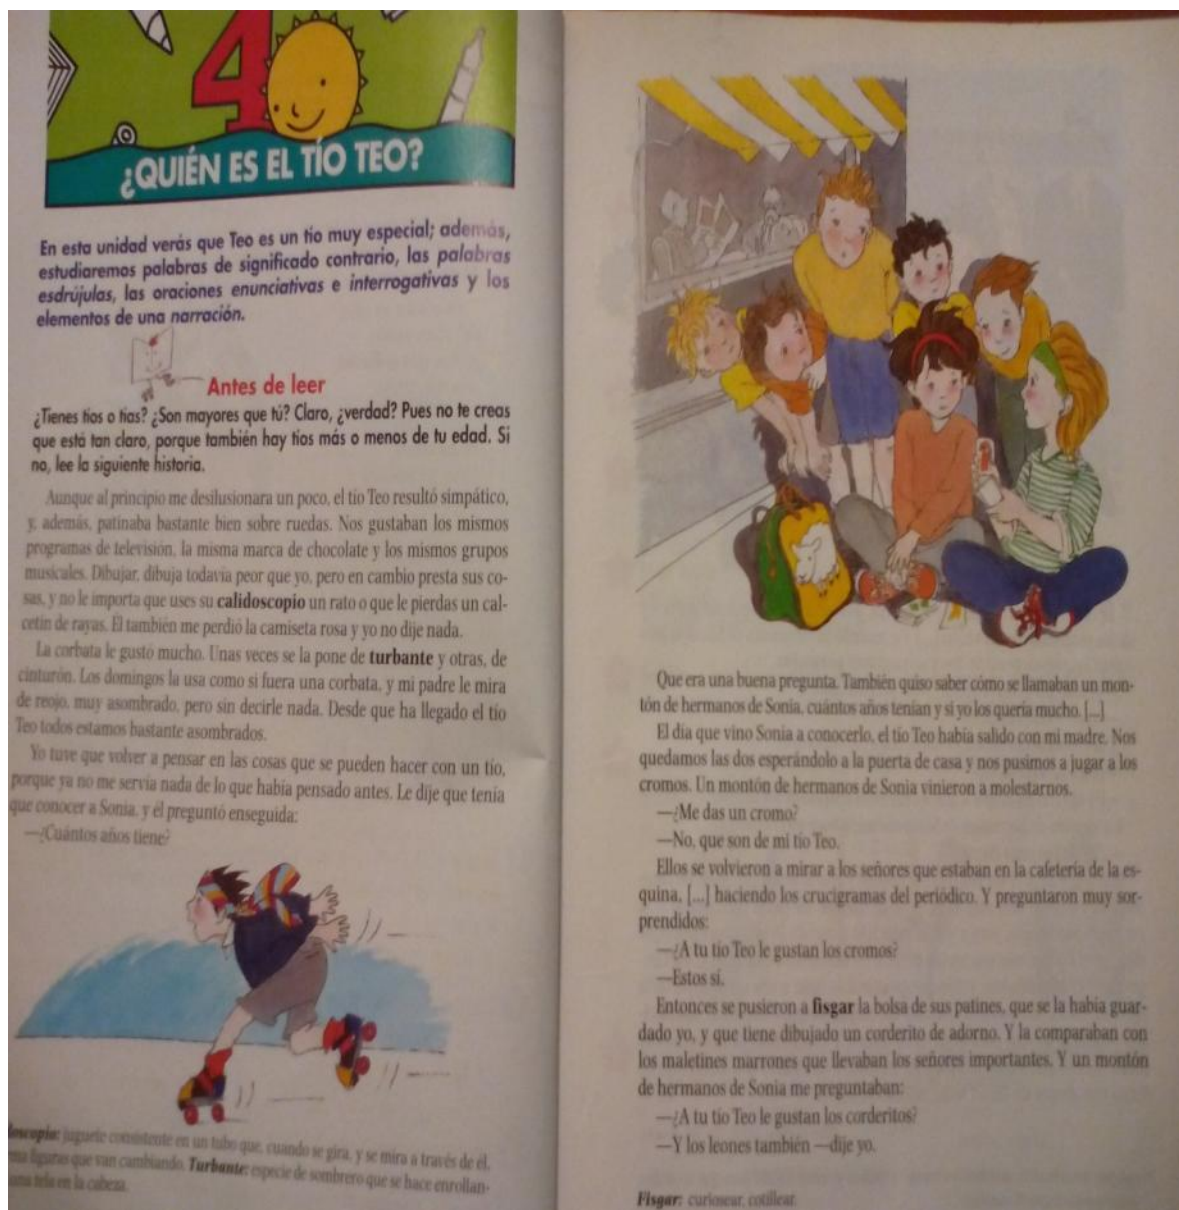 4
¿QUIÉN ES EL TÍO TEO?
En esta unidad verás que Teo es un tío muy especial; además,
estudiaremos palabras de significado contrario, las palabras
esdrújulas, las oraciones enunciativas e interrogativas y los
elementos de una narración.
Antes de leer
¿Tienes tíos o tías? ¿Son mayores que tú? Claro, ¿verdad? Pues no te creas
que está tan claro, porque también hay tíos más o menos de tu edad. Si
no, lee la siguiente historia.
Aunque al principio me desilusionara un poco, el tío Teo resultó simpático,
y, además, patinaba bastante bien sobre ruedas. Nos gustaban los mismos
programas de televisión, la misma marca de chocolate y los mismos grupos
musicales. Dibujar, dibuja todavía peor que yo, pero en cambio presta sus co-
sas, y no le importa que uses su calidoscopio un rato o que le pierdas un cal-
cetín de rayas. Él también me perdió la camiseta rosa y yo no dije nada.
La corbata le gustó mucho. Unas veces se la pone de turbante y otras, de
cinturón. Los domingos la usa como si fuera una corbata, y mi padre le mira
de reojo, muy asombrado, pero sin decirle nada. Desde que ha llegado el tío
Teo todos estamos bastante asombrados.
Yo tuve que volver a pensar en las cosas que se pueden hacer con un tío,
porque ya no me servía nada de lo que había pensado antes. Le dije que tenía
que conocer a Sonia, y él preguntó enseguida:
—¿Cuántos años tiene?
juguete consistente en un tubo que, cuando se gira, y se mira a través de él,
figuras que van cambiando. Turbante: especie de sombrero que se hace enrollan-
una tela en la cabeza.
Que era una buena pregunta. También quiso saber cómo se llamaban un mon-
tón de hermanos de Sonia, cuántos años tenían y si yo los quería mucho. [...]
El día que vino Sonia a conocerlo, el tío Teo había salido con mi madre. Nos
quedamos las dos esperándolo a la puerta de casa y nos pusimos a jugar a los
cromos. Un montón de hermanos de Sonia vinieron a molestarnos.
—¿Me das un cromo?
—No, que son de mi tío Teo.
Ellos se volvieron a mirar a los señores que estaban en la cafetería de la es-
quina, [...] haciendo los crucigramas del periódico. Y preguntaron muy sor-
prendidos:
—¿A tu tío Teo le gustan los cromos?
—Estos sí.
Entonces se pusieron a fisgar la bolsa de sus patines, que se la había guar-
dado yo, y que tiene dibujado un corderito de adorno. Y la comparaban con
los maletines marrones que llevaban los señores importantes. Y un montón
de hermanos de Sonia me preguntaban:
—¿A tu tío Teo le gustan los corderitos?
—Y los leones también —dije yo.
Fisgar: curiosear, cotillear.